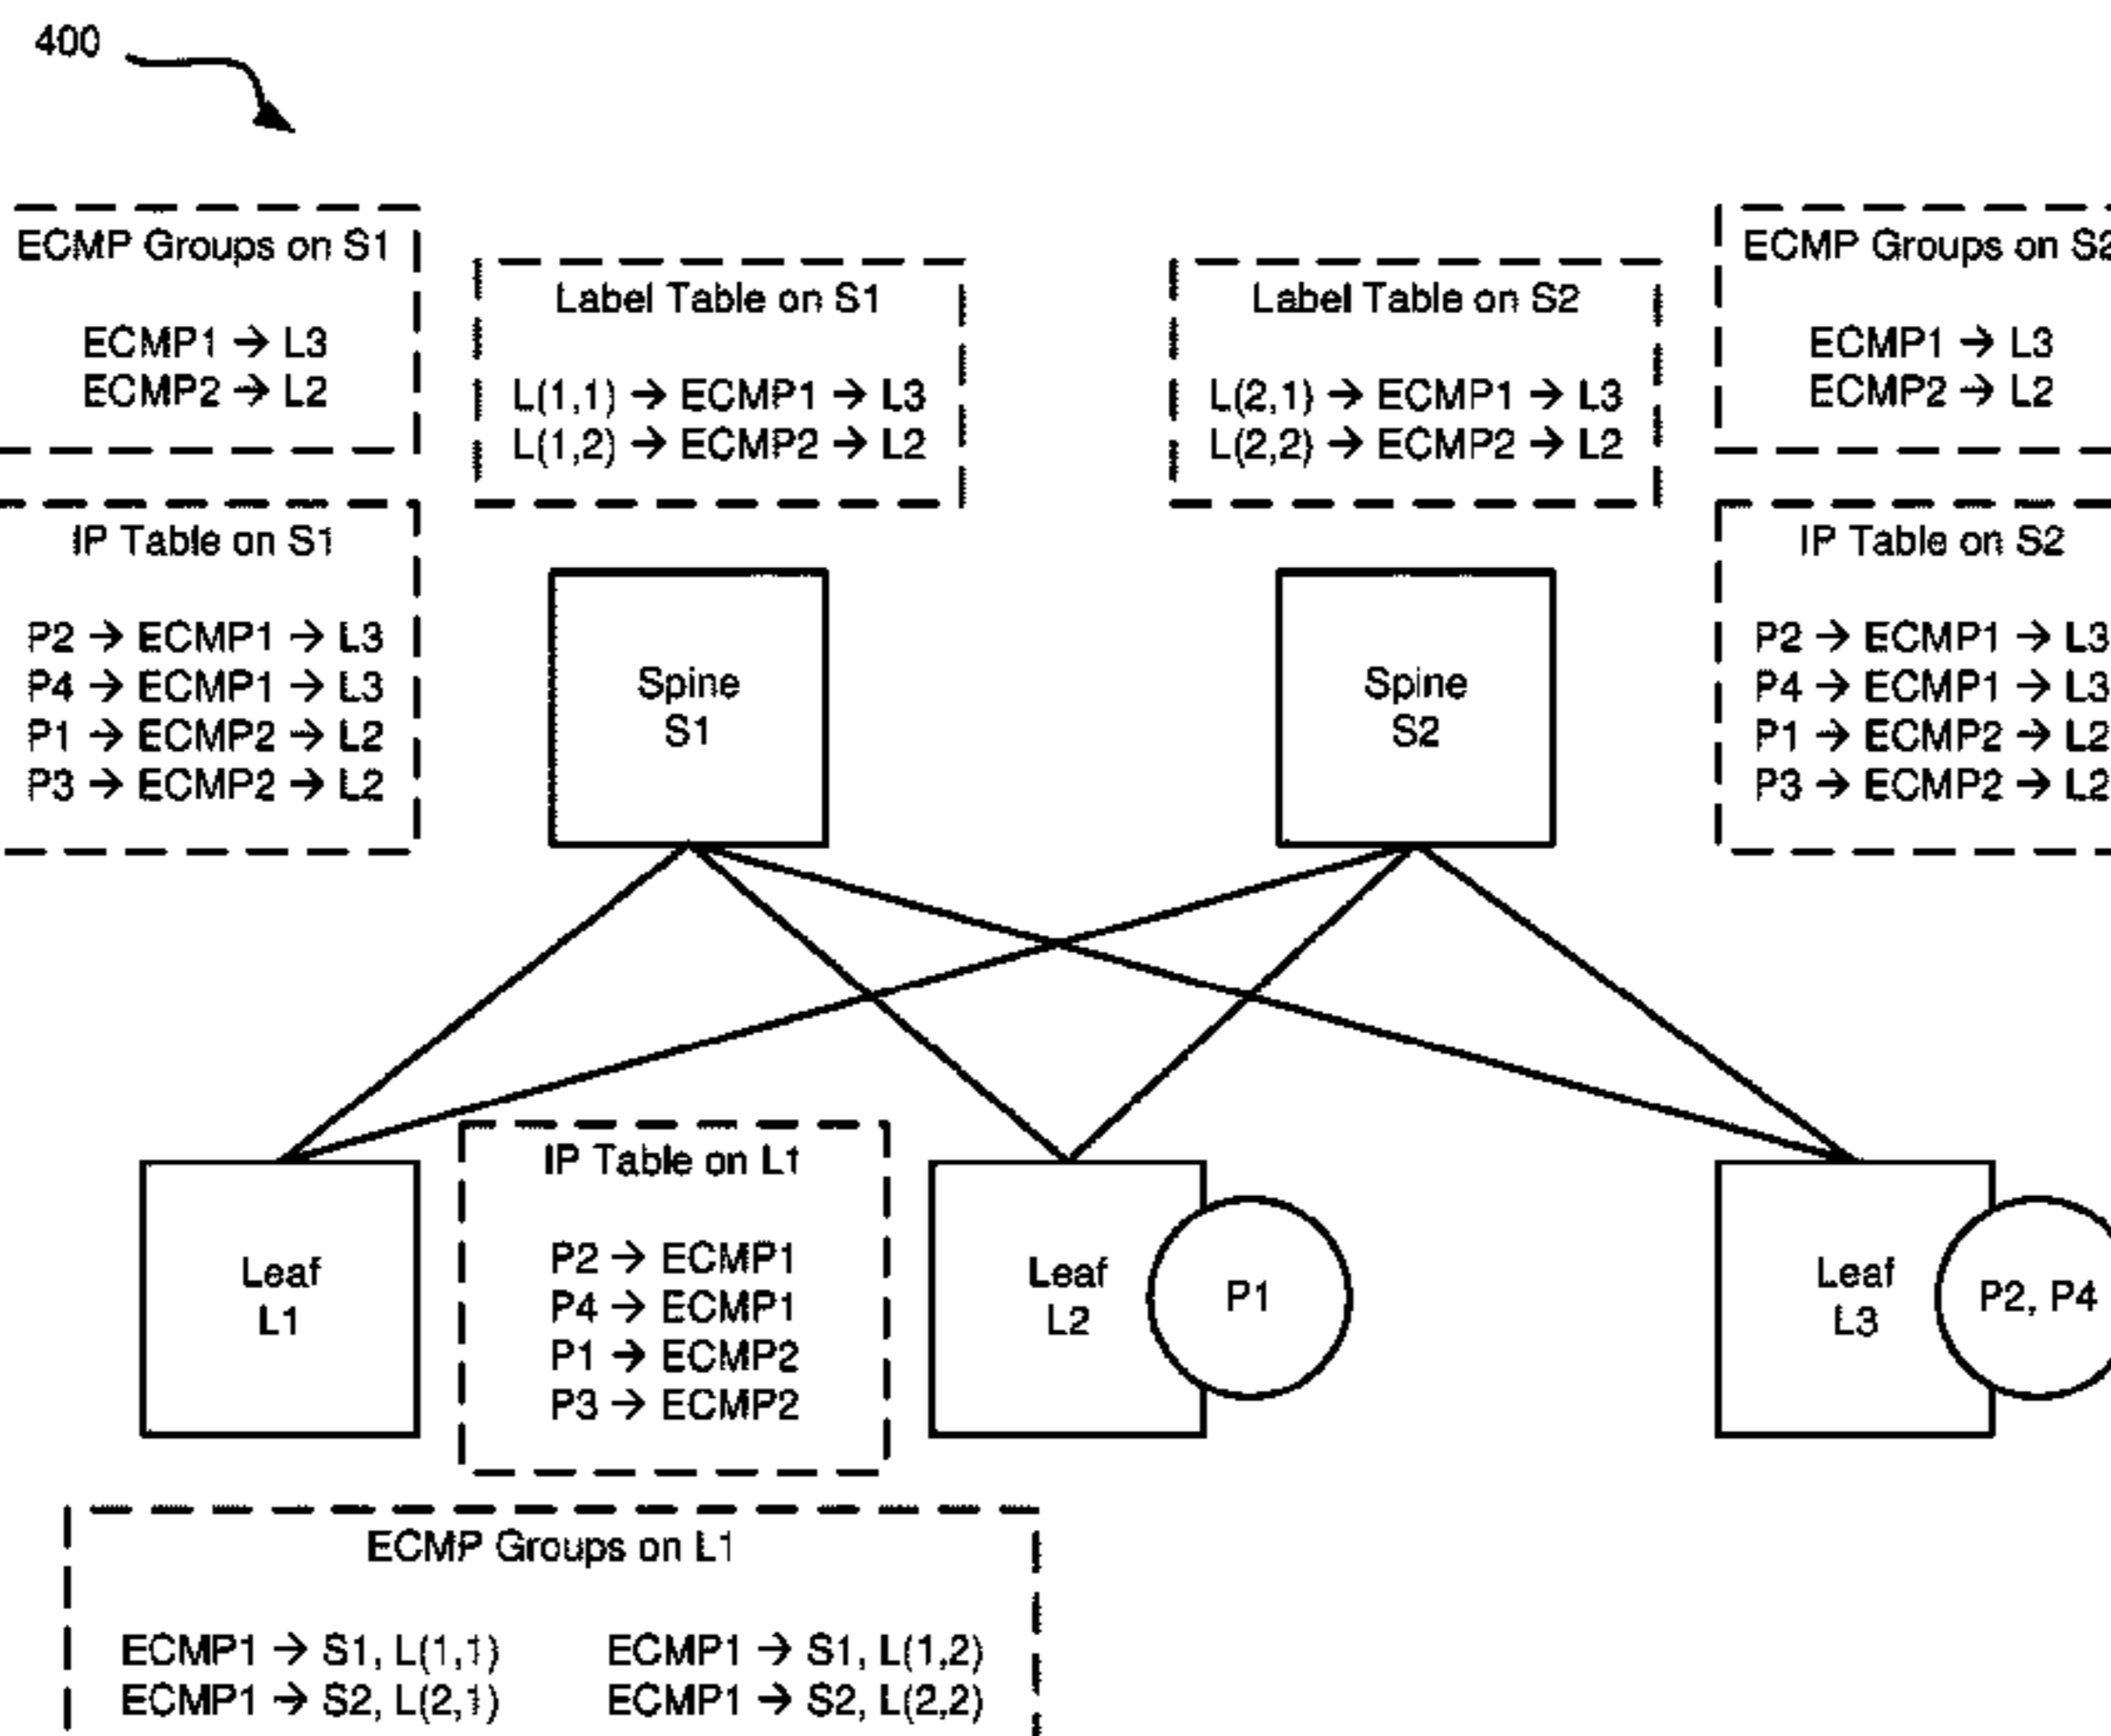 400
ECMP Groups on S1
ECMP1 → L3
ECMP2 → L2
Label Table on S1
L(1,1) → ECMP1 → L3
L(1,2) → ECMP2 → L2
Label Table on S2
L(2,1) → ECMP1 → L3
L(2,2) → ECMP2 → L2
ECMP Groups on S2
ECMP1 → L3
ECMP2 → L2
IP Table on S1
P2 → ECMP1 → L3
P4 → ECMP1 → L3
P1 → ECMP2 → L2
P3 → ECMP2 → L2
Spine
S1
Spine
S2
IP Table on S2
P2 → ECMP1 → L3
P4 → ECMP1 → L3
P1 → ECMP2 → L2
P3 → ECMP2 → L2
Leaf
L1
IP Table on L1
P2 → ECMP1
P4 → ECMP1
P1 → ECMP2
P3 → ECMP2
Leaf
L2
P1
Leaf
L3
P2, P4
ECMP Groups on L1
ECMP1 → S1, L(1,1) ECMP1 → S1, L(1,2)
ECMP1 → S2, L(2,1) ECMP1 → S2, L(2,2)